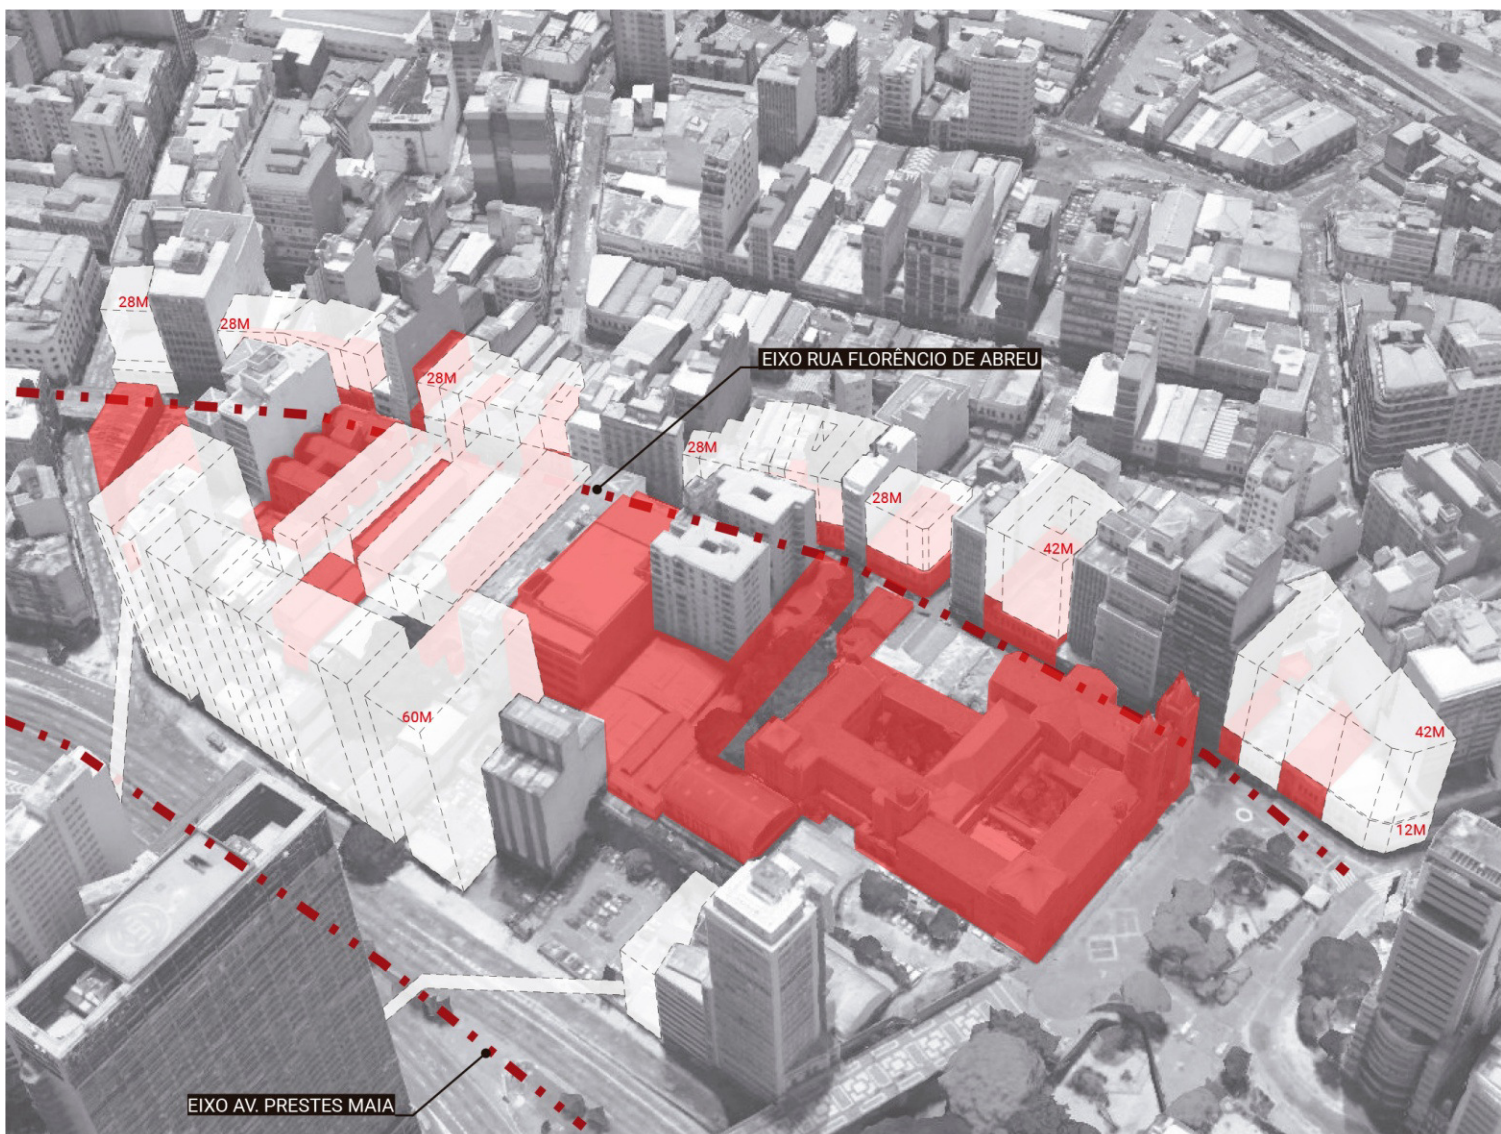 28M
28M
EIXO RUA FLORÊNCIO DE ABREU
28M
28M
28M
42M
60M
42M
12M
EIXO AV. PRESTES MAIA